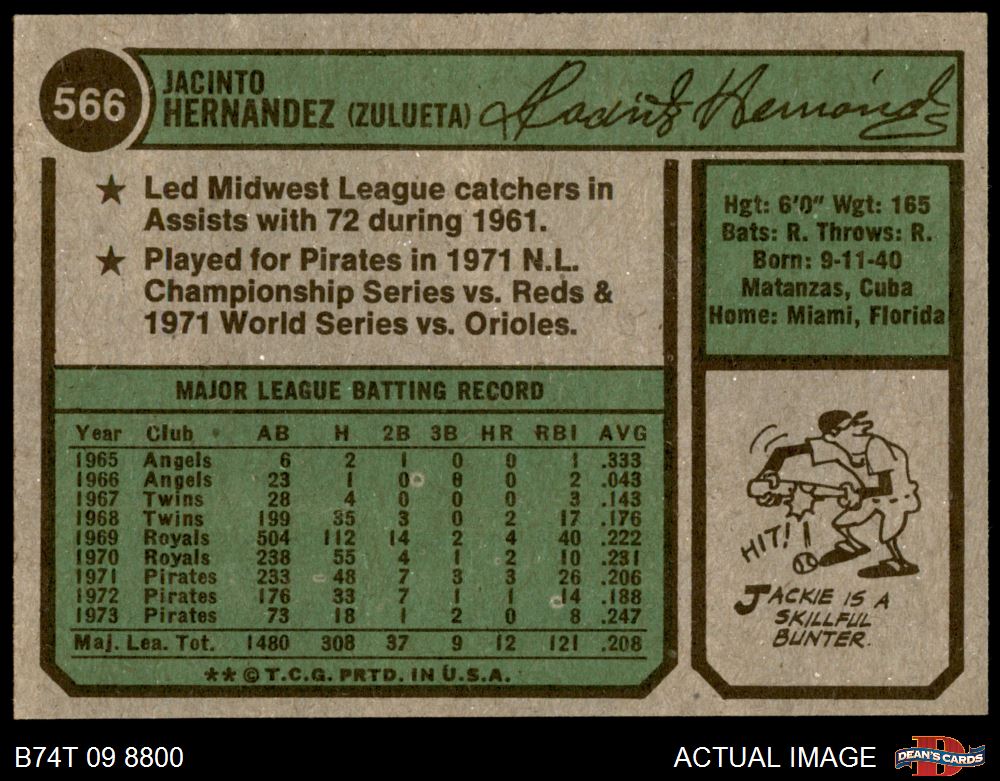 566
JACINTO
HERNANDEZ (ZULUETA)
Jacinto Hernández
★ Led Midwest League catchers in
Assists with 72 during 1961.
★ Played for Pirates in 1971 N.L.
Championship Series vs. Reds &
1971 World Series vs. Orioles.
Hgt: 6'0" Wgt: 165
Bats: R. Throws: R.
Born: 9-11-40
Matanzas, Cuba
Home: Miami, Florida
MAJOR LEAGUE BATTING RECORD
Year Club AB H 2B 3B HR RBI AVG
1965 Angels 6 2 1 0 0 1 .333
1966 Angels 23 1 0 0 0 2 .043
1967 Twins 28 4 0 0 0 3 .143
1968 Twins 199 35 3 0 2 17 .176
1969 Royals 504 112 14 2 4 40 .222
1970 Royals 238 55 4 1 2 10 .231
1971 Pirates 233 48 7 3 3 26 .206
1972 Pirates 176 33 7 1 1 14 .188
1973 Pirates 73 18 1 2 0 8 .247
Maj. Lea. Tot. 1480 308 37 9 12 121 .208
** © T.C.G. PRTD. IN U.S.A.
HIT!
JACKIE IS A
SKILLFUL
BUNTER.
B74T 09 8800
ACTUAL IMAGE
DEAN'S CARDS